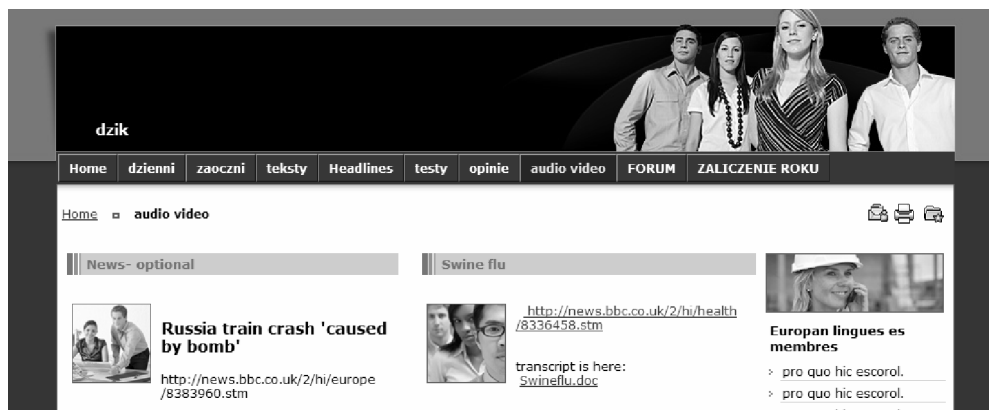 dzik
Home dzienni zaoczni teksty Headlines testy opinie audio video FORUM ZALICZENIE ROKU
Home audio video
News- optional
Russia train crash 'caused
by bomb'
http://news.bbc.co.uk/2/hi/europe
/8383960.stm
Swine flu
http://news.bbc.co.uk/2/hi/health
/8336458.stm
transcript is here:
Swineflu.doc
Europan lingues es
membres
pro quo hic escorol.
pro quo hic escorol.